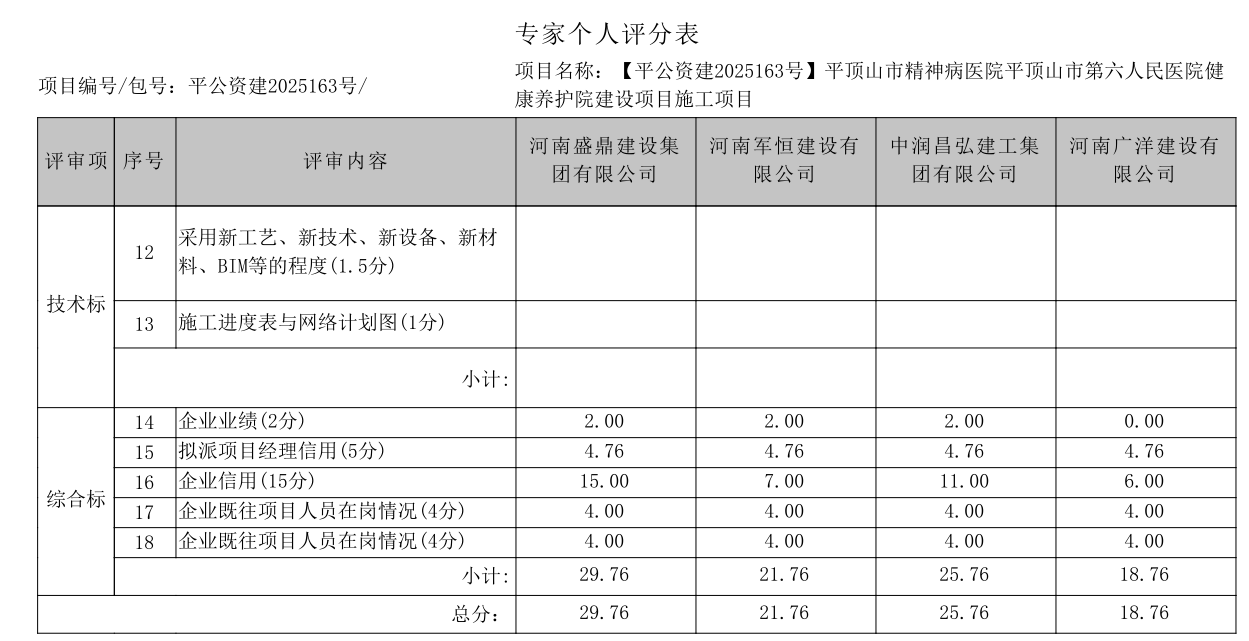 专家个人评分表
项目编号/包号：平公资建2025163号/
项目名称：【平公资建2025163号】平顶山市精神病医院平顶山市第六人民医院健
康养护院建设项目施工项目
评审项 序号 评审内容 河南盛鼎建设集 河南军恒建设有 中润昌弘建工集 河南广洋建设有
团有限公司 限公司 团有限公司 限公司
技术标
12 采用新工艺、新技术、新设备、新材
料、BIM等的程度(1.5分)
13 施工进度表与网络计划图(1分)
小计:
综合标
14 企业业绩(2分) 2.00 2.00 2.00 0.00
15 拟派项目经理信用(5分) 4.76 4.76 4.76 4.76
16 企业信用(15分) 15.00 7.00 11.00 6.00
17 企业既往项目人员在岗情况(4分) 4.00 4.00 4.00 4.00
18 企业既往项目人员在岗情况(4分) 4.00 4.00 4.00 4.00
小计: 29.76 21.76 25.76 18.76
总分： 29.76 21.76 25.76 18.76